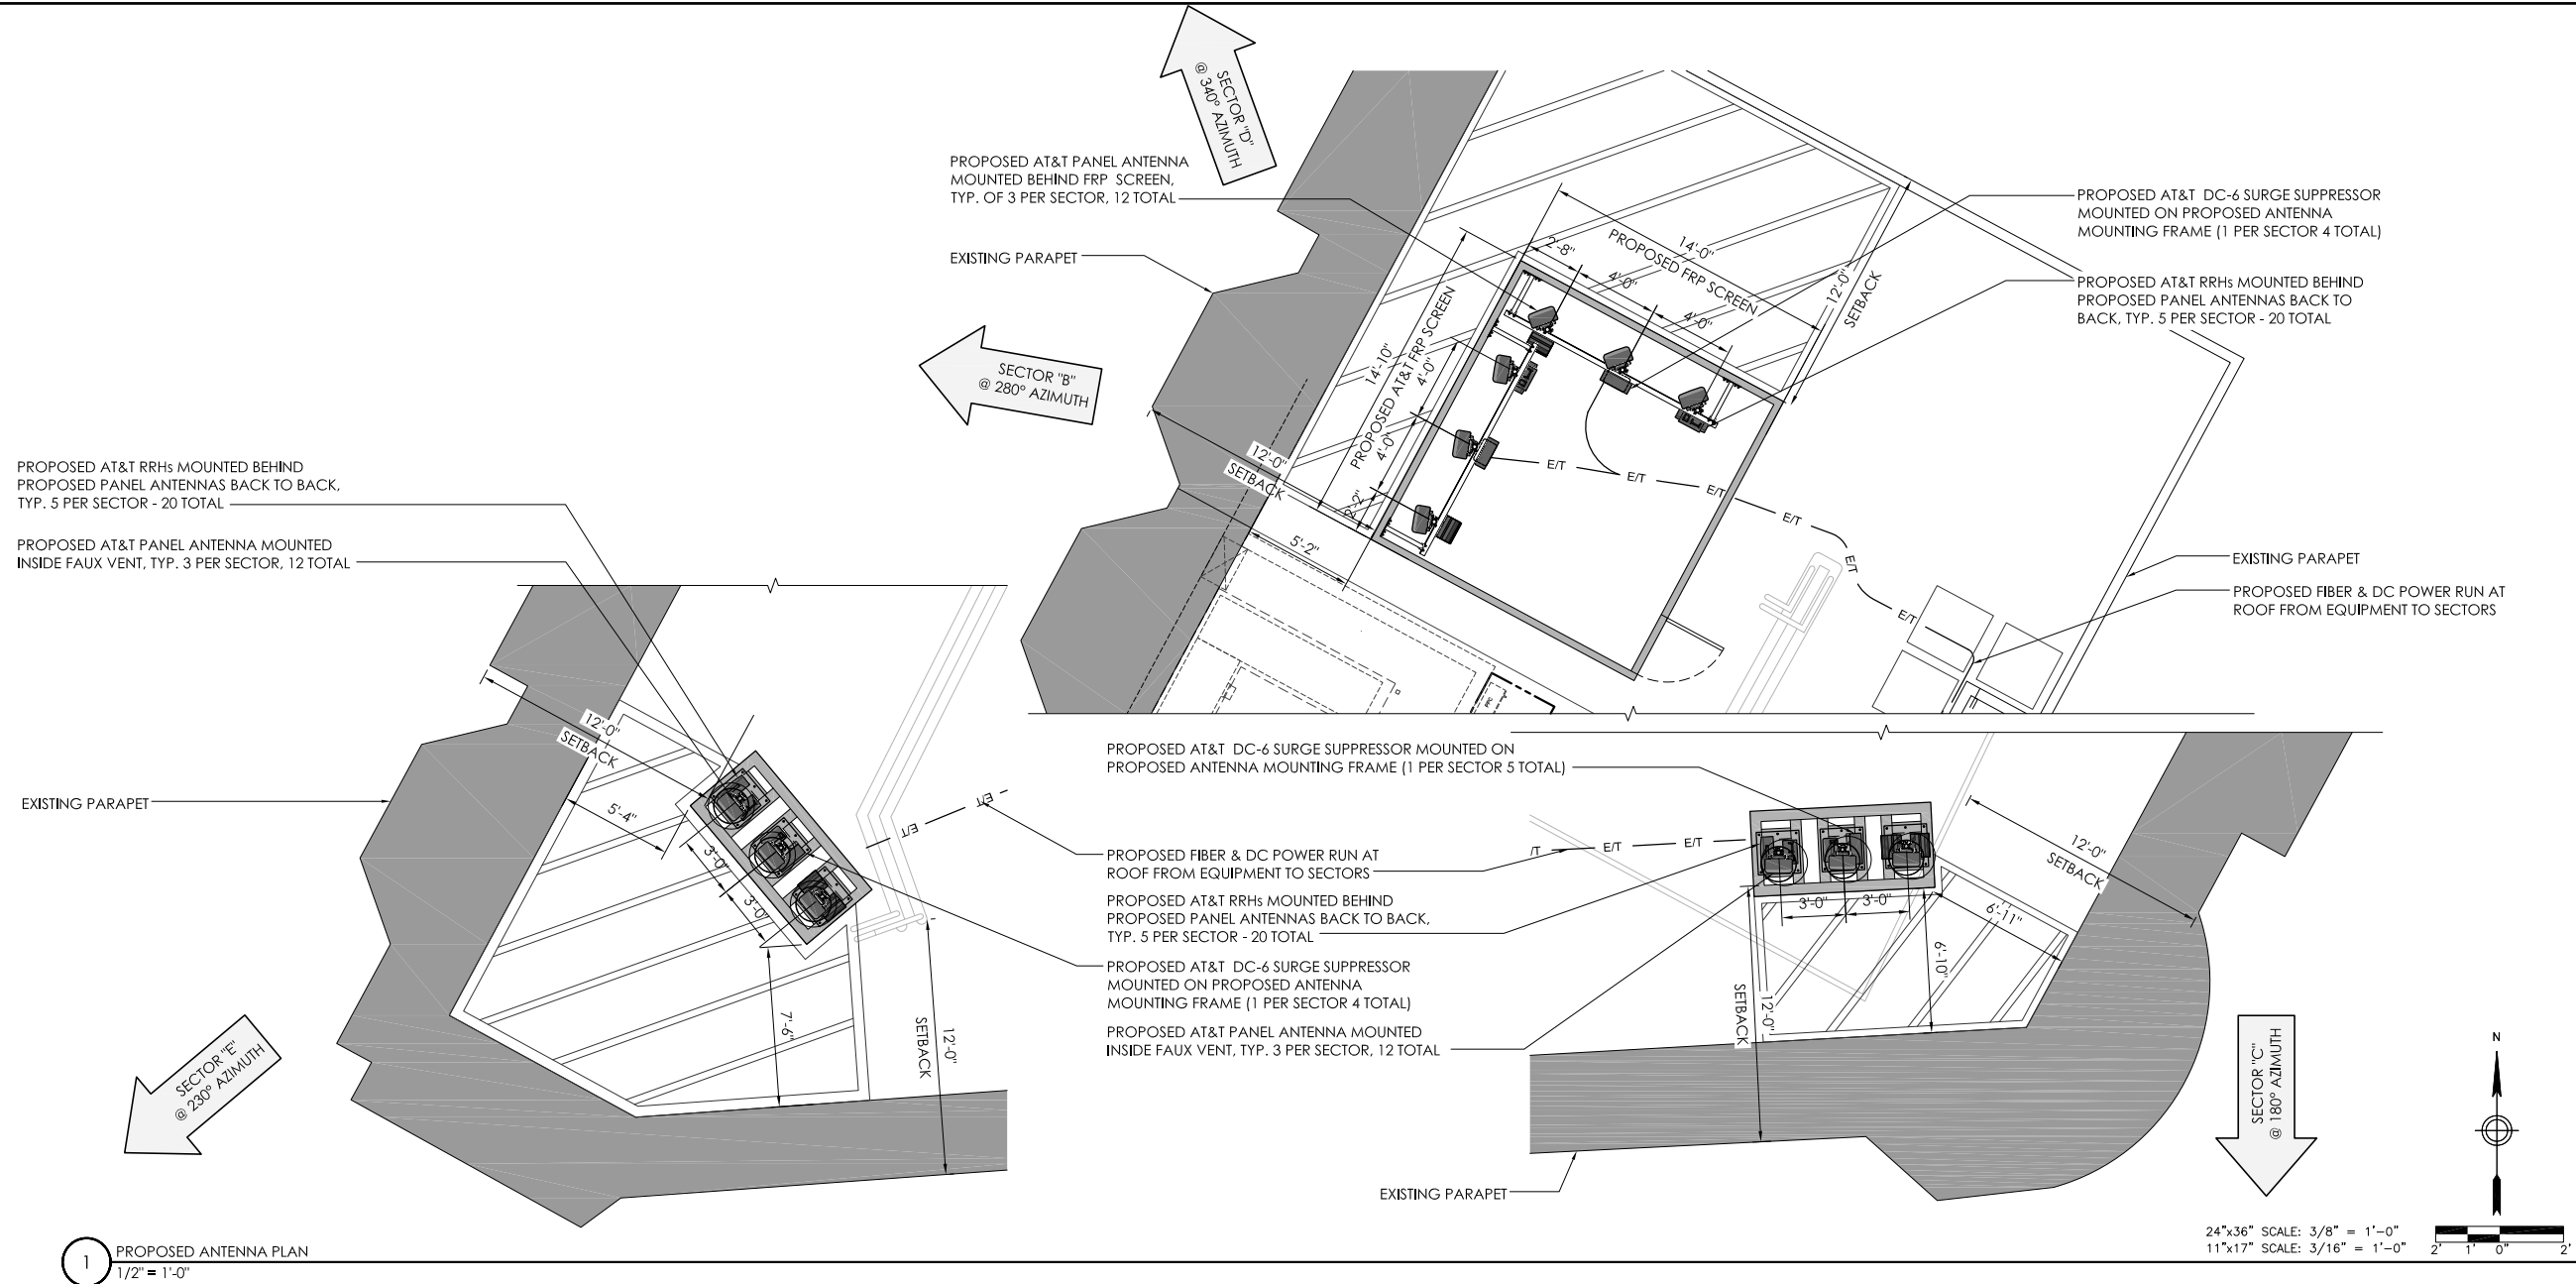 SECTOR "D"
@ 340° AZIMUTH
PROPOSED AT&T PANEL ANTENNA
MOUNTED BEHIND FRP SCREEN,
TYP. OF 3 PER SECTOR, 12 TOTAL
EXISTING PARAPET
SECTOR "B"
@ 280° AZIMUTH
PROPOSED AT&T DC-6 SURGE SUPPRESSOR
MOUNTED ON PROPOSED ANTENNA
MOUNTING FRAME (1 PER SECTOR 4 TOTAL)
PROPOSED AT&T RRHs MOUNTED BEHIND
PROPOSED PANEL ANTENNAS BACK TO
BACK, TYP. 5 PER SECTOR - 20 TOTAL
14'-0"
PROPOSED FRP SCREEN
2'-8"
4'-0"
4'-0"
12'-0"
SETBACK
14'-10"
PROPOSED AT&T FRP SCREEN
4'-0"
4'-0"
2'-2"
12'-0"
SETBACK
5'-2"
E/T
E/T
E/T
E/T
E/T
E/T
PPC
EXISTING PARAPET
PROPOSED FIBER & DC POWER RUN AT
ROOF FROM EQUIPMENT TO SECTORS
PROPOSED AT&T RRHs MOUNTED BEHIND
PROPOSED PANEL ANTENNAS BACK TO BACK,
TYP. 5 PER SECTOR - 20 TOTAL
PROPOSED AT&T PANEL ANTENNA MOUNTED
INSIDE FAUX VENT, TYP. 3 PER SECTOR, 12 TOTAL
12'-0"
SETBACK
EXISTING PARAPET
5'-4"
3'-0"
3'-0"
7'-6"
12'-0"
SETBACK
E/T
E/T
SECTOR "E"
@ 230° AZIMUTH
PROPOSED AT&T DC-6 SURGE SUPPRESSOR MOUNTED ON
PROPOSED ANTENNA MOUNTING FRAME (1 PER SECTOR 5 TOTAL)
PROPOSED FIBER & DC POWER RUN AT
ROOF FROM EQUIPMENT TO SECTORS
PROPOSED AT&T RRHs MOUNTED BEHIND
PROPOSED PANEL ANTENNAS BACK TO BACK,
TYP. 5 PER SECTOR - 20 TOTAL
PROPOSED AT&T DC-6 SURGE SUPPRESSOR
MOUNTED ON PROPOSED ANTENNA
MOUNTING FRAME (1 PER SECTOR 4 TOTAL)
PROPOSED AT&T PANEL ANTENNA MOUNTED
INSIDE FAUX VENT, TYP. 3 PER SECTOR, 12 TOTAL
/T
E/T
E/T
3'-0"
3'-0"
6'-11"
6'-10"
12'-0"
SETBACK
12'-0"
SETBACK
EXISTING PARAPET
SECTOR "C"
@ 180° AZIMUTH
N
24"x36" SCALE: 3/8" = 1'-0"
11"x17" SCALE: 3/16" = 1'-0"
2' 1' 0" 2'
1
PROPOSED ANTENNA PLAN
1/2" = 1'-0"